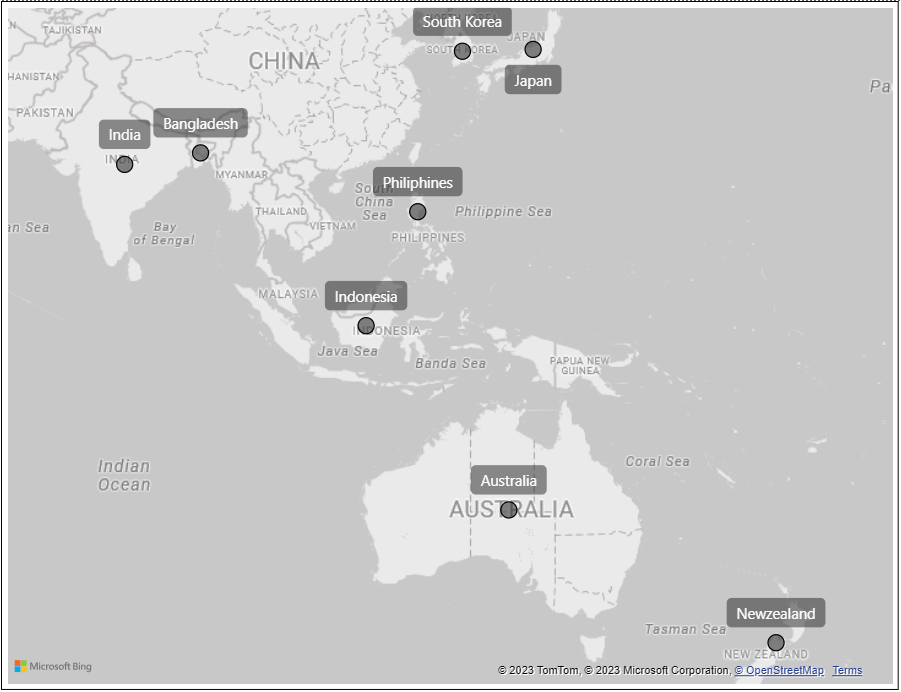 South Korea
TAJIKISTAN
JAPAN
SOUTH KOREA
CHINA
HANISTAN
Japan
Pa
PAKISTAN
Bangladesh
India
INDIA
MYANMAR
Philiphines
South
China
Sea
THAILAND
Philippine Sea
an Sea
Bay
of Bengal
VIETNAM
PHILIPPINES
MALAYSIA
Indonesia
INDONESIA
Java Sea
Banda Sea
PAPUA NEW
GUINEA
Indian
Ocean
Coral Sea
Australia
AUSTRALIA
Newzealand
Tasman Sea
NEW ZEALAND
Microsoft Bing
© 2023 TomTom, © 2023 Microsoft Corporation, © OpenStreetMap Terms